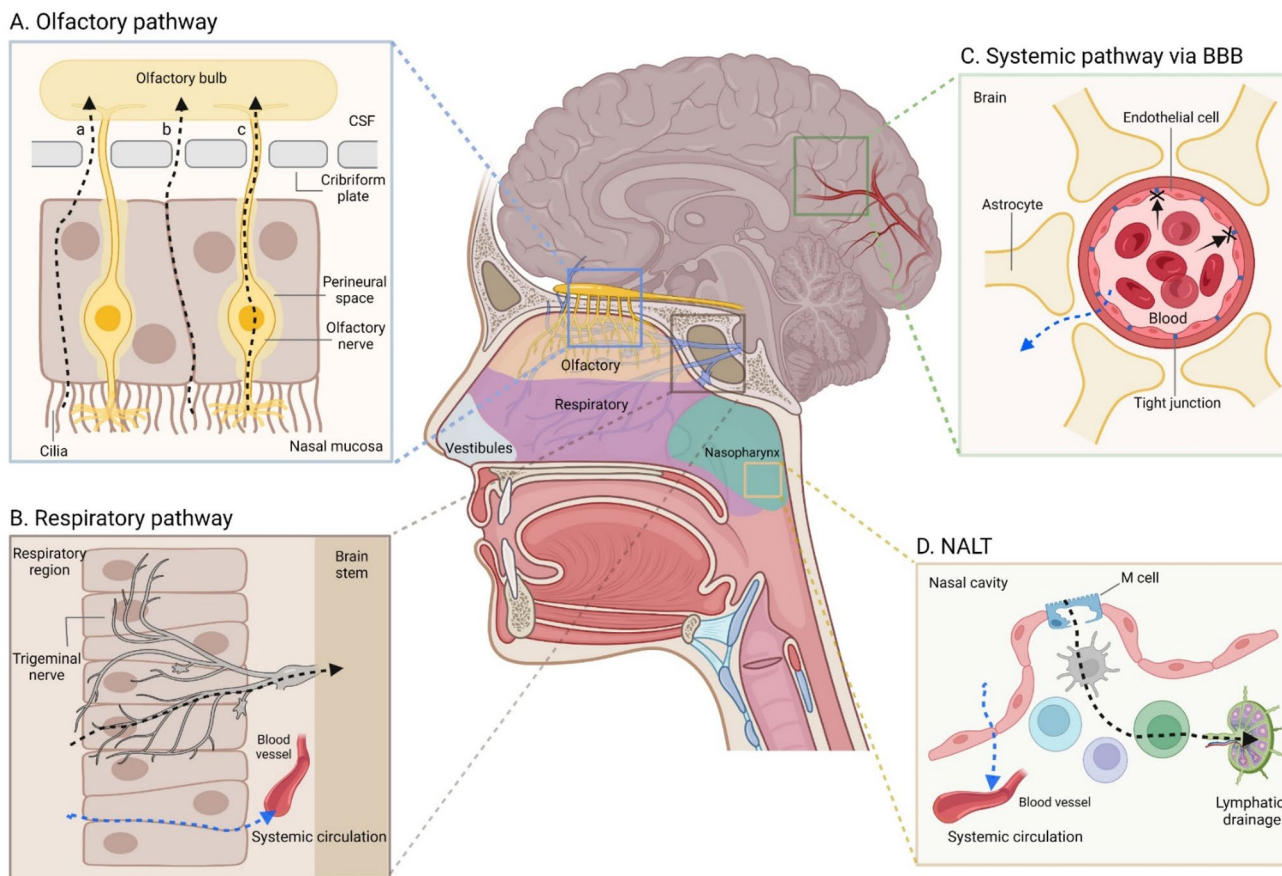 A. Olfactory pathway
Olfactory bulb
a
b
c
CSF
Cribriform
plate
Perineural
space
Olfactory
nerve
Cilia
Nasal mucosa
B. Respiratory pathway
Respiratory
region
Brain
stem
Trigeminal
nerve
Blood
vessel
Systemic circulation
Olfactory
Respiratory
Vestibules
Nasopharynx
C. Systemic pathway via BBB
Brain
Endothelial cell
Astrocyte
Blood
Tight junction
D. NALT
Nasal cavity
M cell
Blood vessel
Systemic circulation
Lymphatic
drainage